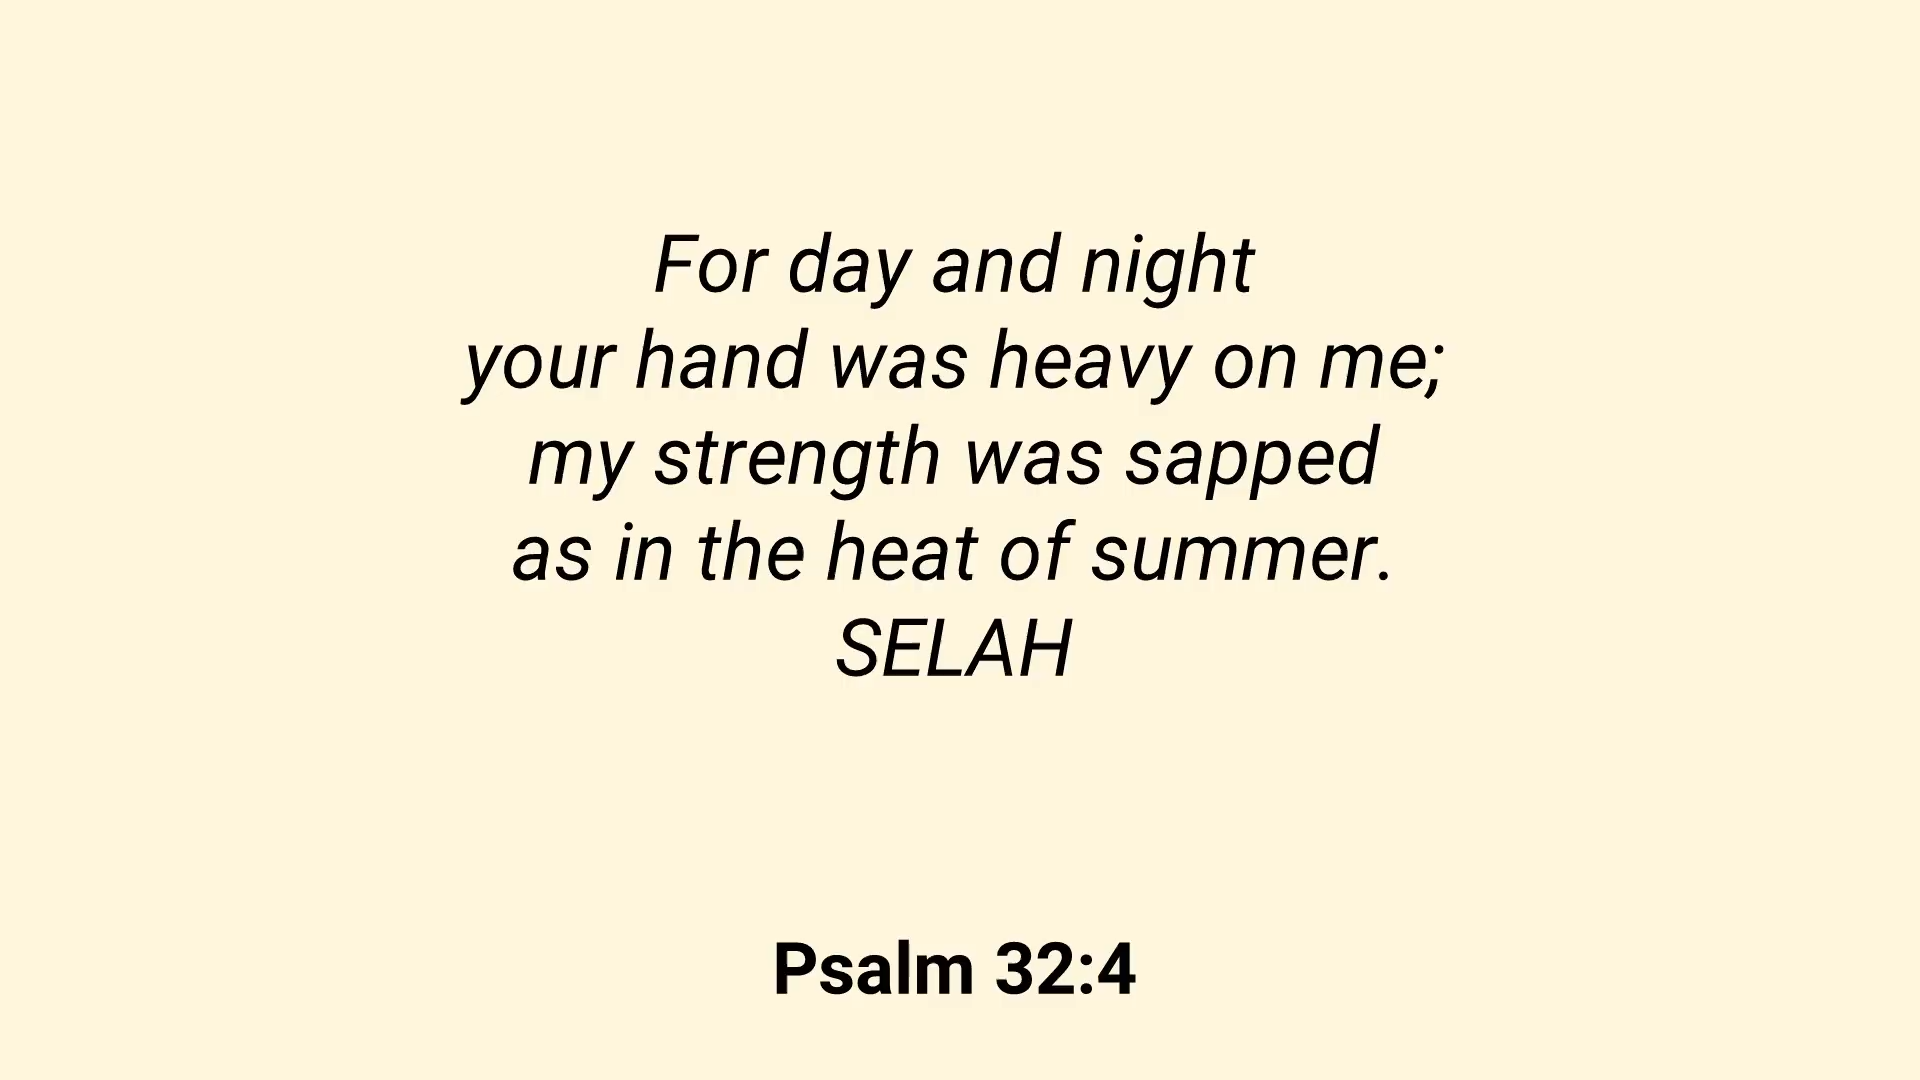 For day and night
your hand was heavy on me;
my strength was sapped
as in the heat of summer.
SELAH
Psalm 32:4